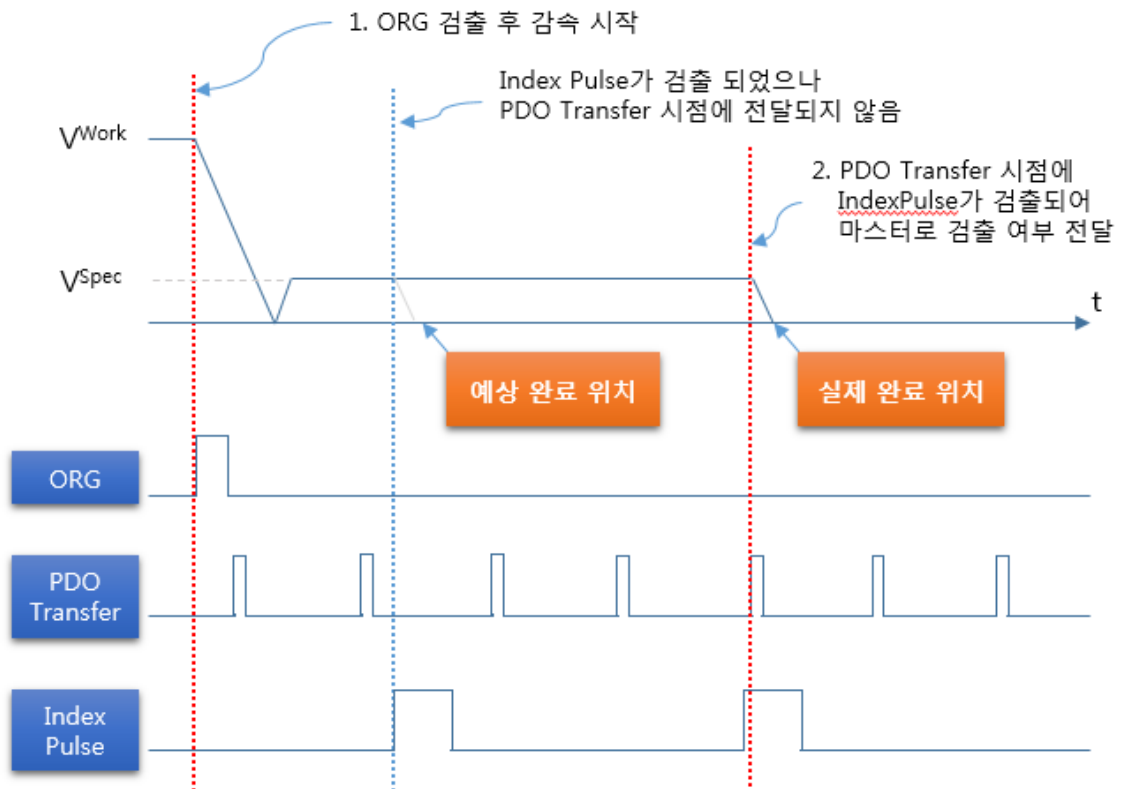 1. ORG 검출 후 감속 시작
Index Pulse가 검출 되었으나
PDO Transfer 시점에 전달되지 않음
VWork
2. PDO Transfer 시점에
IndexPulse가 검출되어
마스터로 검출 여부 전달
VSpec
t
예상 완료 위치
실제 완료 위치
ORG
PDO
Transfer
Index
Pulse